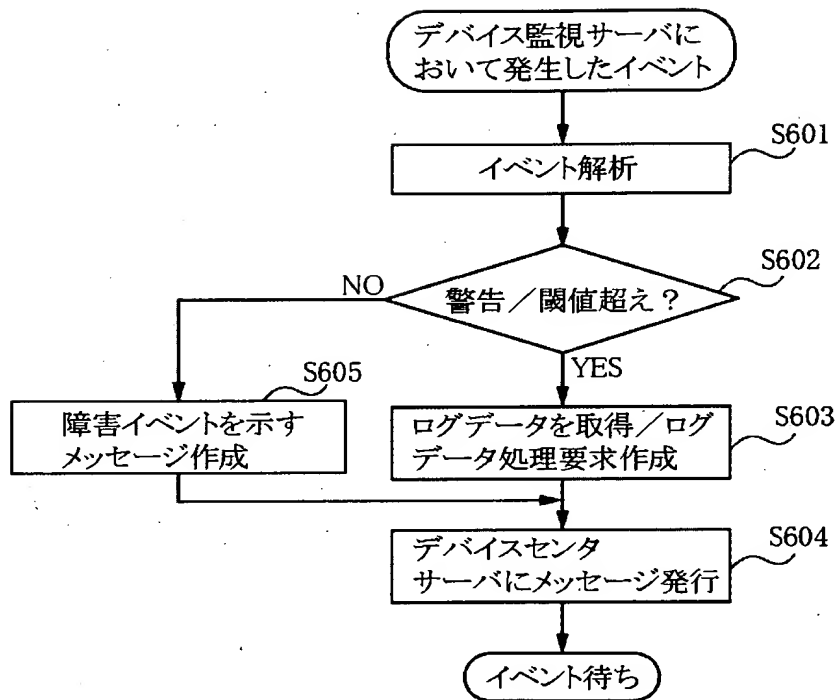 デバイス監視サーバに
おいて発生したイベント
S601
イベント解析
S602
警告／閾値超え？
NO
YES
S605
障害イベントを示す
メッセージ作成
S603
ログデータを取得／ログ
データ処理要求作成
S604
デバイスセンタ
サーバにメッセージ発行
イベント待ち